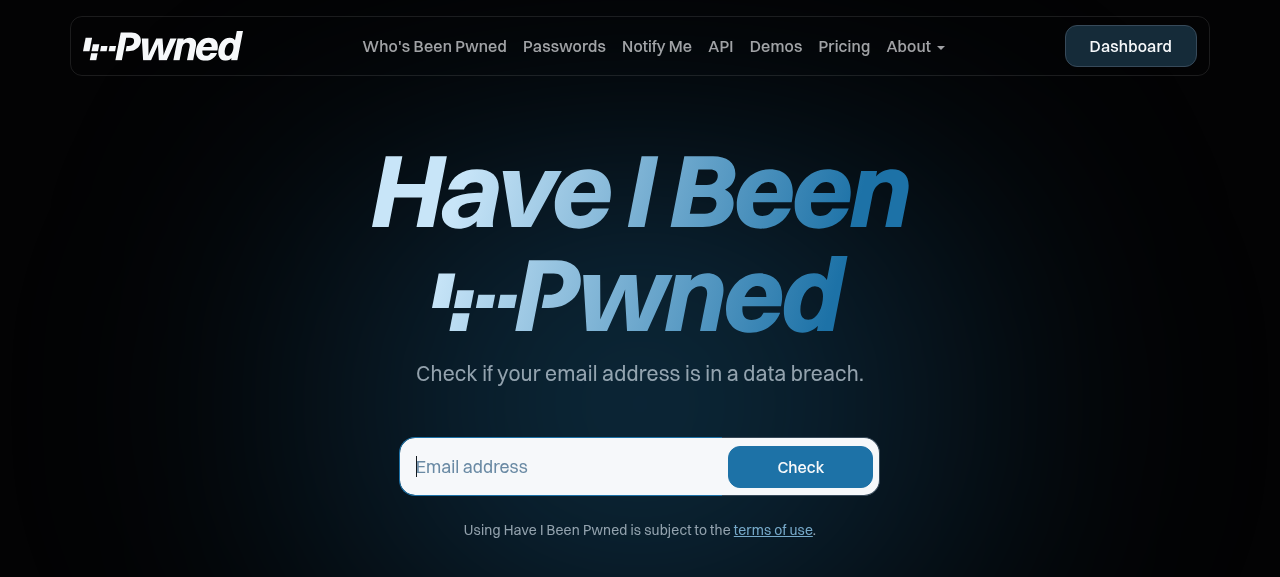 Pwned
Who's Been Pwned
Passwords
Notify Me
API
Demos
Pricing
About
Dashboard
Have I Been
Pwned
Check if your email address is in a data breach.
Email address
Check
Using Have I Been Pwned is subject to the terms of use.